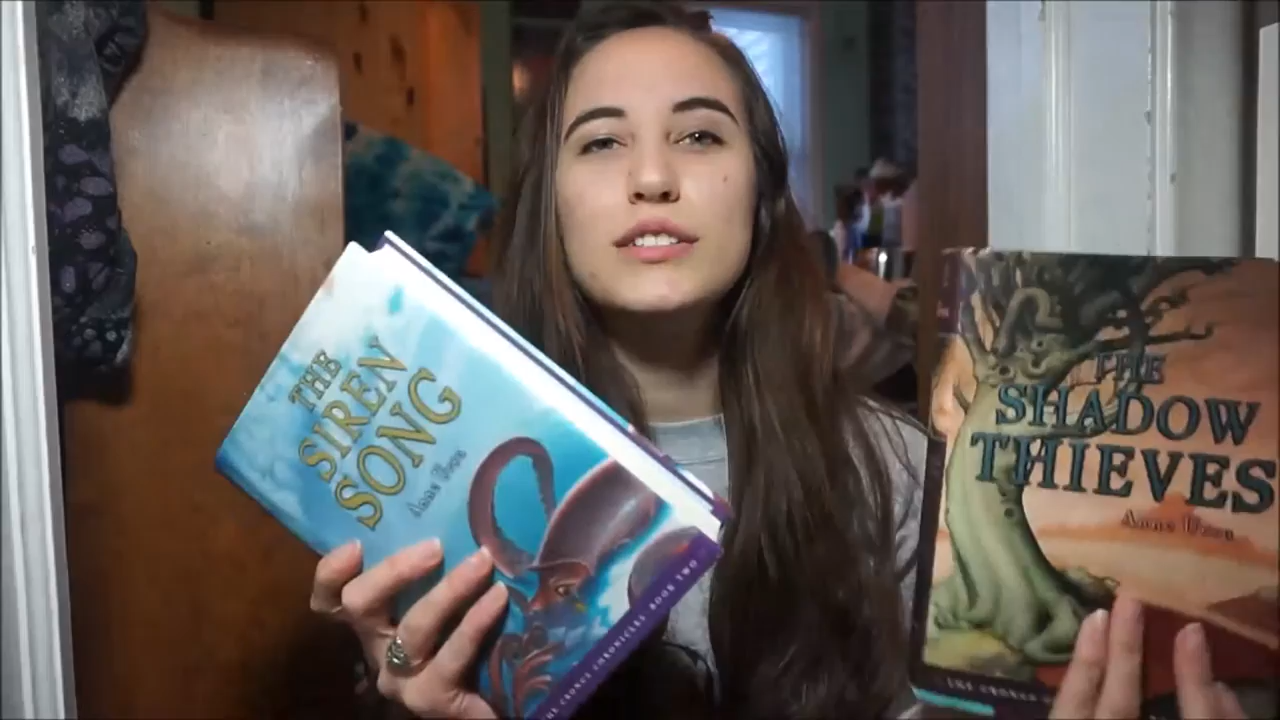 THE
SIREN
SONG
Anne Ursu
THE CRONUS CHRONICLES BOOK TWO
THE
SHADOW
THIEVES
Anne Ursu
THE CRONUS